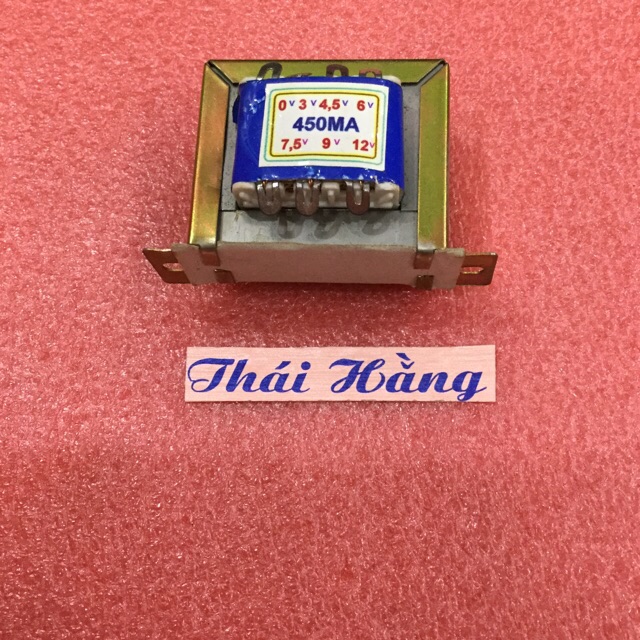 0V 3V 4,5V 6V
450MA
7,5V 9V 12V
Thái Hằng